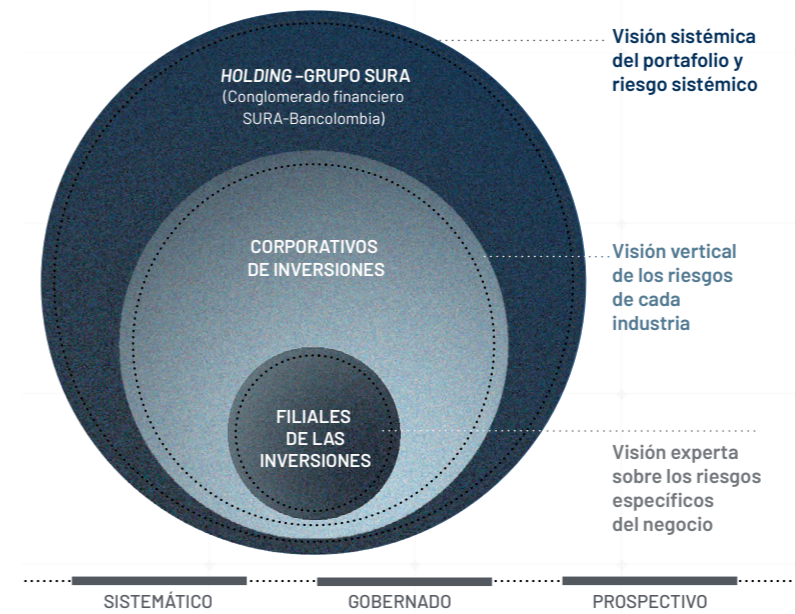 HOLDING –GRUPO SURA
(Conglomerado financiero
SURA-Bancolombia)
Visión sistémica
del portafolio y
riesgo sistémico
CORPORATIVOS
DE INVERSIONES
Visión vertical
de los riesgos
de cada
industria
FILIALES
DE LAS
INVERSIONES
Visión experta
sobre los riesgos
específicos
del negocio
SISTEMÁTICO
GOBERNADO
PROSPECTIVO